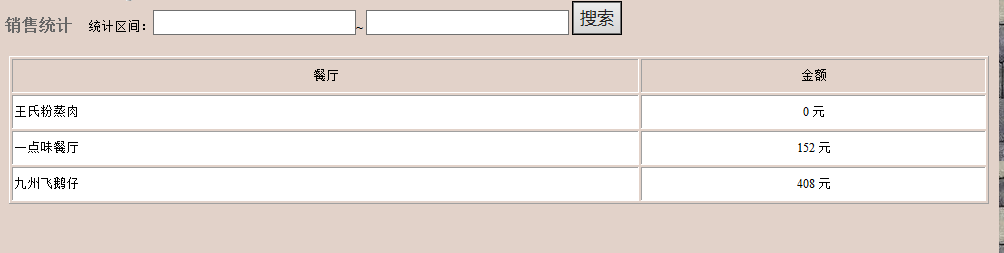 销售统计 统计区间： ~ 搜索
餐厅 金额
王氏粉蒸肉 0 元
一点味餐厅 152 元
九州飞鹅仔 408 元